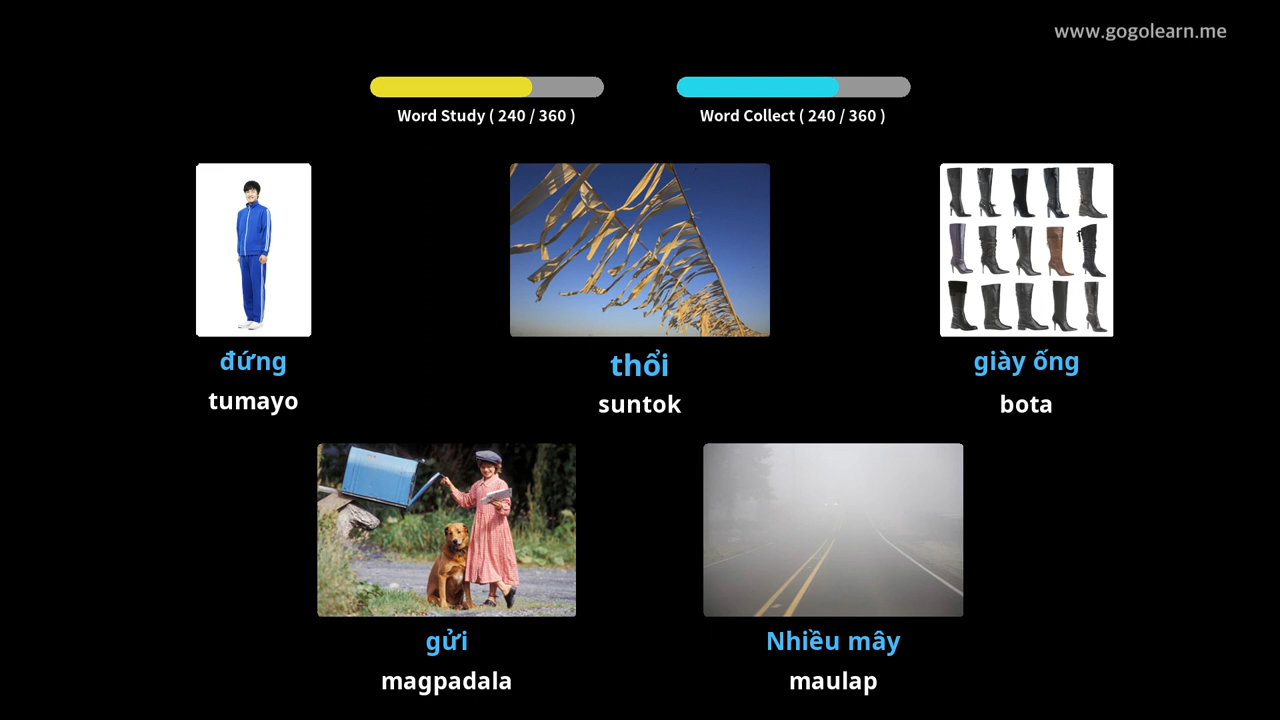 www.gogolearn.me
Word Study ( 240 / 360 )
Word Collect ( 240 / 360 )
đứng
tumayo
thổi
suntok
giày ống
bota
gửi
magpadala
Nhiều mây
maulap